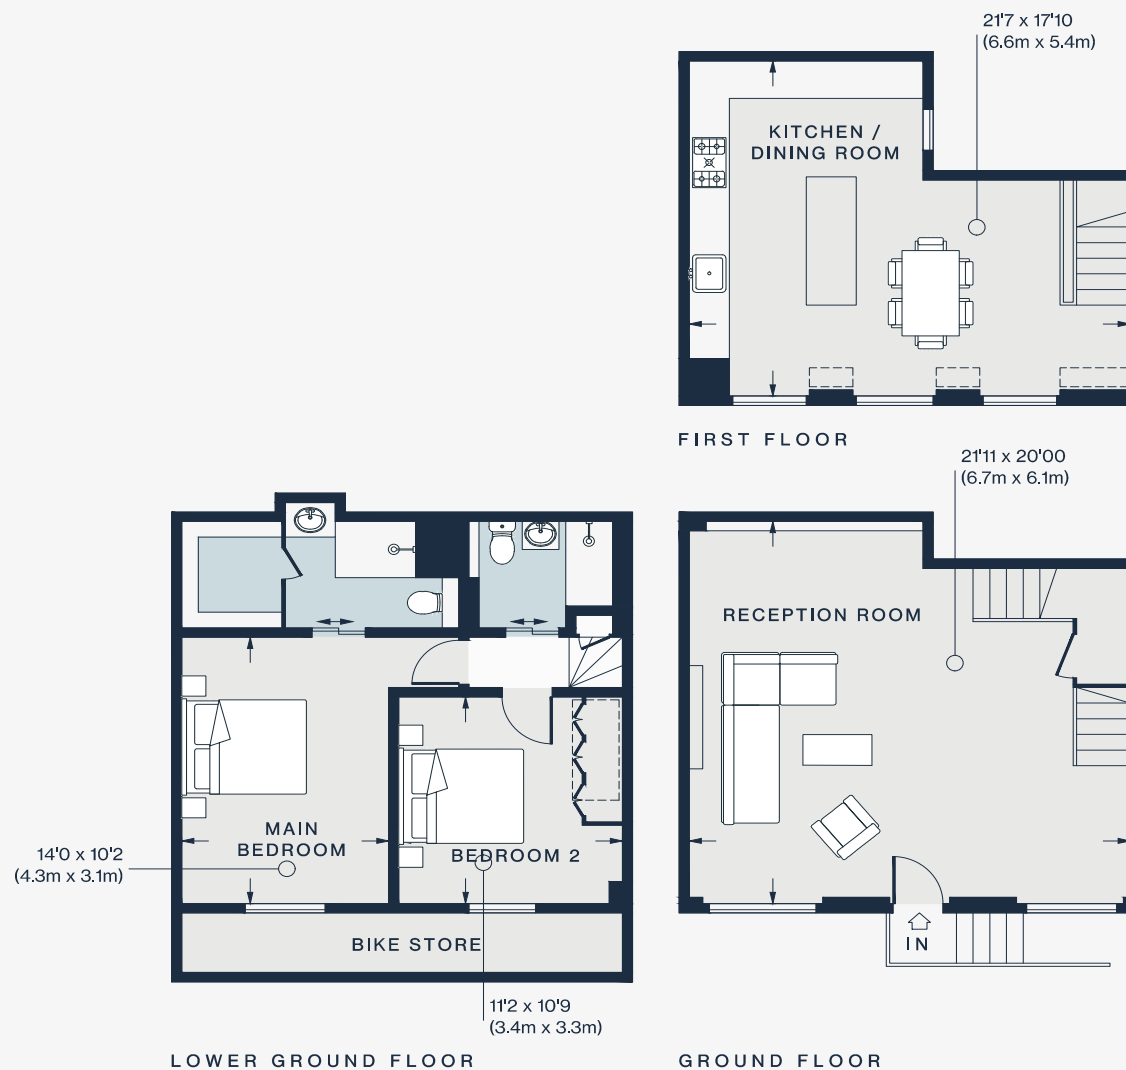 21'7 x 17'10
(6.6m x 5.4m)
KITCHEN /
DINING ROOM
FIRST FLOOR
21'11 x 20'00
(6.7m x 6.1m)
RECEPTION ROOM
MAIN
BEDROOM
14'0 x 10'2
(4.3m x 3.1m)
BEDROOM 2
BIKE STORE
IN
11'2 x 10'9
(3.4m x 3.3m)
LOWER GROUND FLOOR
GROUND FLOOR